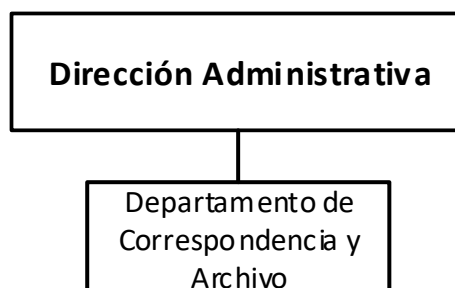 Dirección Administrativa
Departamento de
Correspondencia y
Archivo